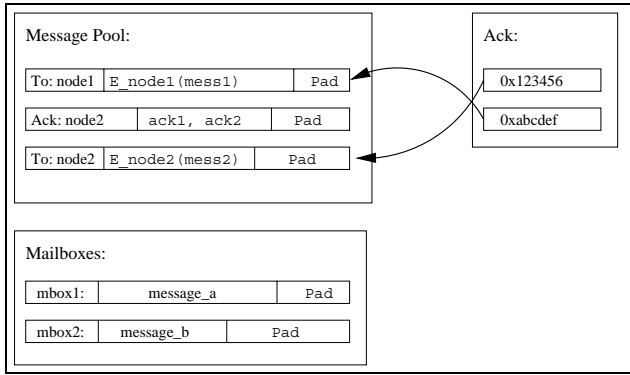 Message Pool:
To: node1 E_node1(mess1) Pad
Ack: node2 ack1, ack2 Pad
To: node2 E_node2(mess2) Pad
Ack:
0x123456
0xabcdef
Mailboxes:
mbox1: message_a Pad
mbox2: message_b Pad